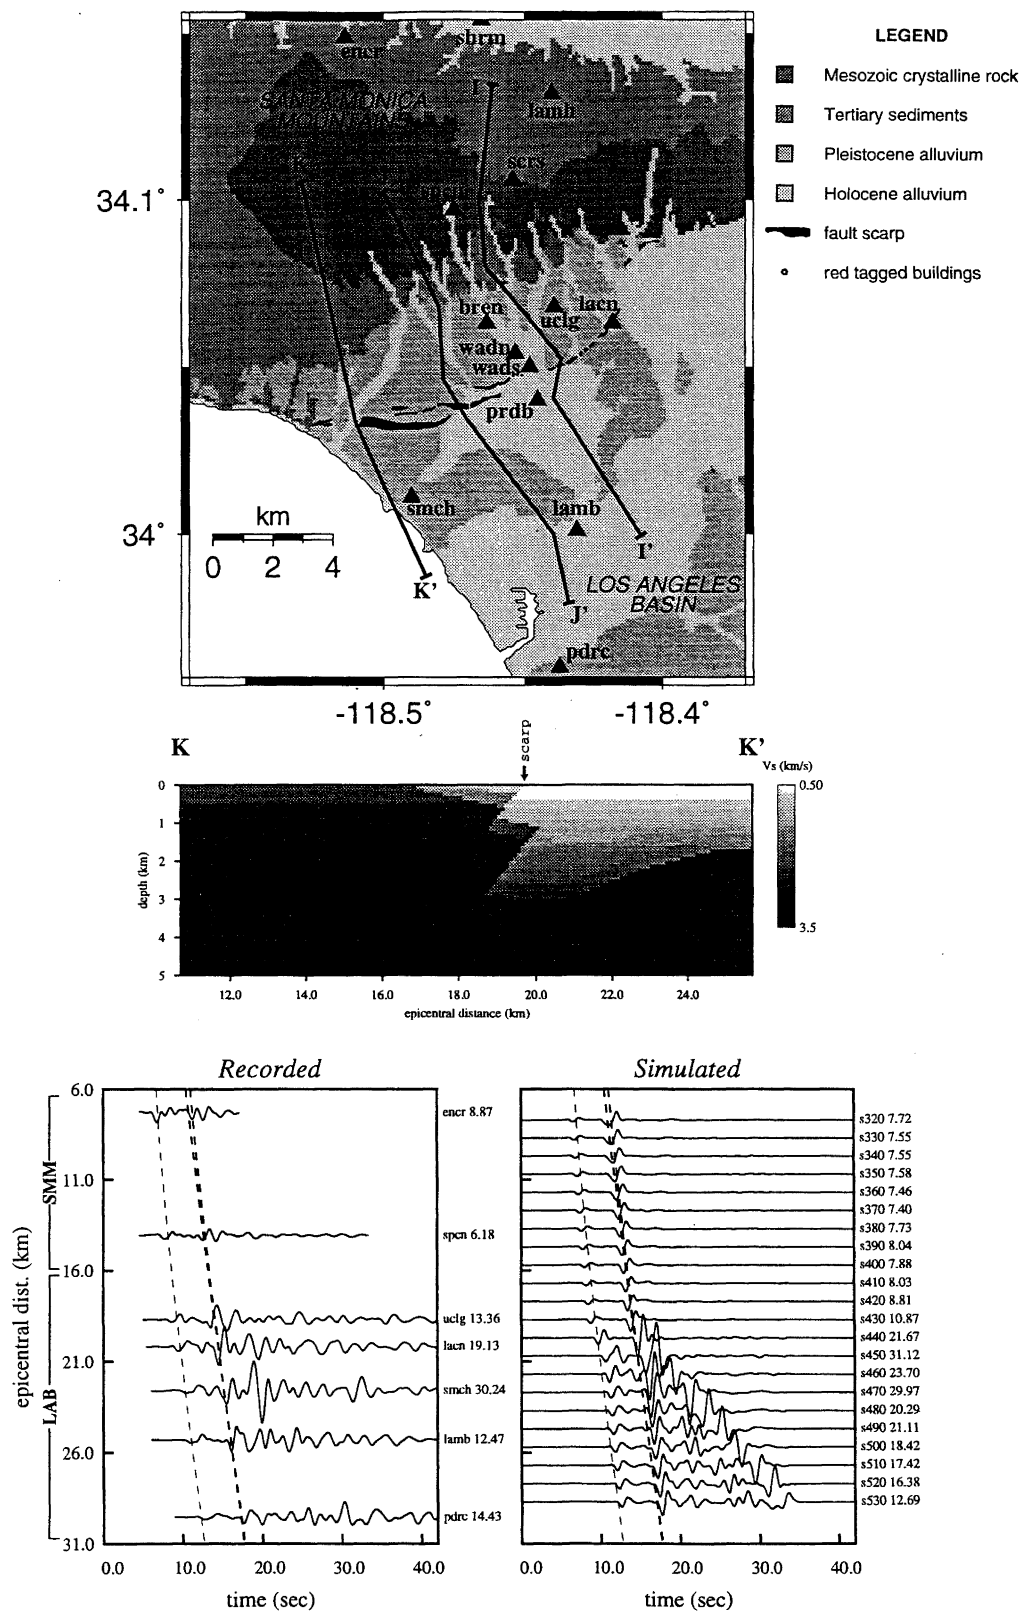 LEGEND
Mesozoic crystalline rock
Tertiary sediments
Pleistocene alluvium
Holocene alluvium
fault scarp
red tagged buildings
shrm
encr
I
lamh
SANTA MONICA
MOUNTAINS
scrs
K
34.1°
bren
uclg
lacn
wadn
wads
prdb
smch
lamb
km
0 2 4
34°
I'
K'
J'
LOS ANGELES
BASIN
pdrc
-118.5°
-118.4°
K
scarp
K'
Vs (km/s)
0.50
3.5
depth (km)
0
1
2
3
4
5
12.0 14.0 16.0 18.0 20.0 22.0 24.0
epicentral distance (km)
Recorded
Simulated
epicentral dist. (km)
SMM
LAB
6.0
11.0
16.0
21.0
26.0
31.0
encr 8.87
spcn 6.18
uclg 13.36
lacn 19.13
smch 30.24
lamb 12.47
pdrc 14.43
0.0 10.0 20.0 30.0 40.0
time (sec)
s320 7.72
s330 7.55
s340 7.55
s350 7.58
s360 7.46
s370 7.40
s380 7.73
s390 8.04
s400 7.88
s410 8.03
s420 8.81
s430 10.87
s440 21.67
s450 31.12
s460 23.70
s470 29.97
s480 20.29
s490 21.11
s500 18.42
s510 17.42
s520 16.38
s530 12.69
0.0 10.0 20.0 30.0 40.0
time (sec)